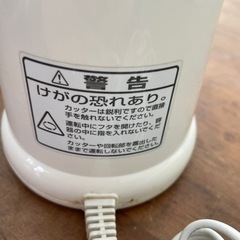 警告
けがの恐れあり。
カッターは鋭利ですので直接
手を触れないでください。
運転中にフタを開けたり、容
器の中に指を入れないでください。
カッターや回転部を露出した
ままで運転しないでください。